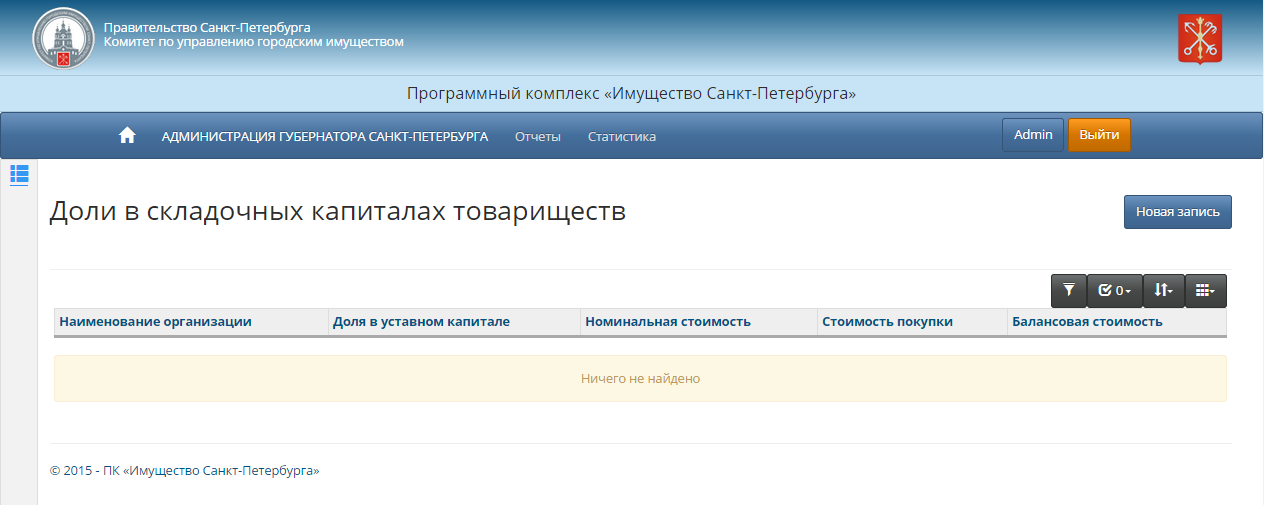 Правительство Санкт-Петербурга
Комитет по управлению городским имуществом
Программный комплекс «Имущество Санкт-Петербурга»
АДМИНИСТРАЦИЯ ГУБЕРНАТОРА САНКТ-ПЕТЕРБУРГА Отчеты Статистика Admin Выйти
Доли в складочных капиталах товариществ Новая запись
0
Наименование организации Доля в уставном капитале Номинальная стоимость Стоимость покупки Балансовая стоимость
Ничего не найдено
© 2015 - ПК «Имущество Санкт-Петербурга»